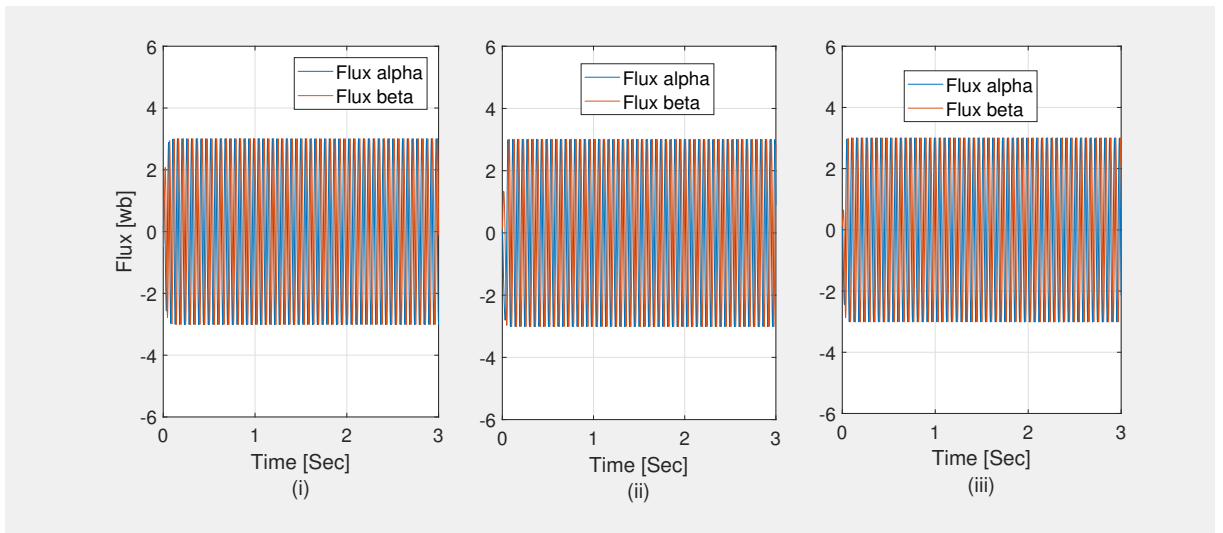 6
4
2
0
-2
-4
-6
Flux [wb]
Flux alpha
Flux beta
0
1
2
3
Time [Sec]
(i)
6
4
2
0
-2
-4
-6
Flux alpha
Flux beta
0
1
2
3
Time [Sec]
(ii)
6
4
2
0
-2
-4
-6
Flux alpha
Flux beta
0
1
2
3
Time [Sec]
(iii)